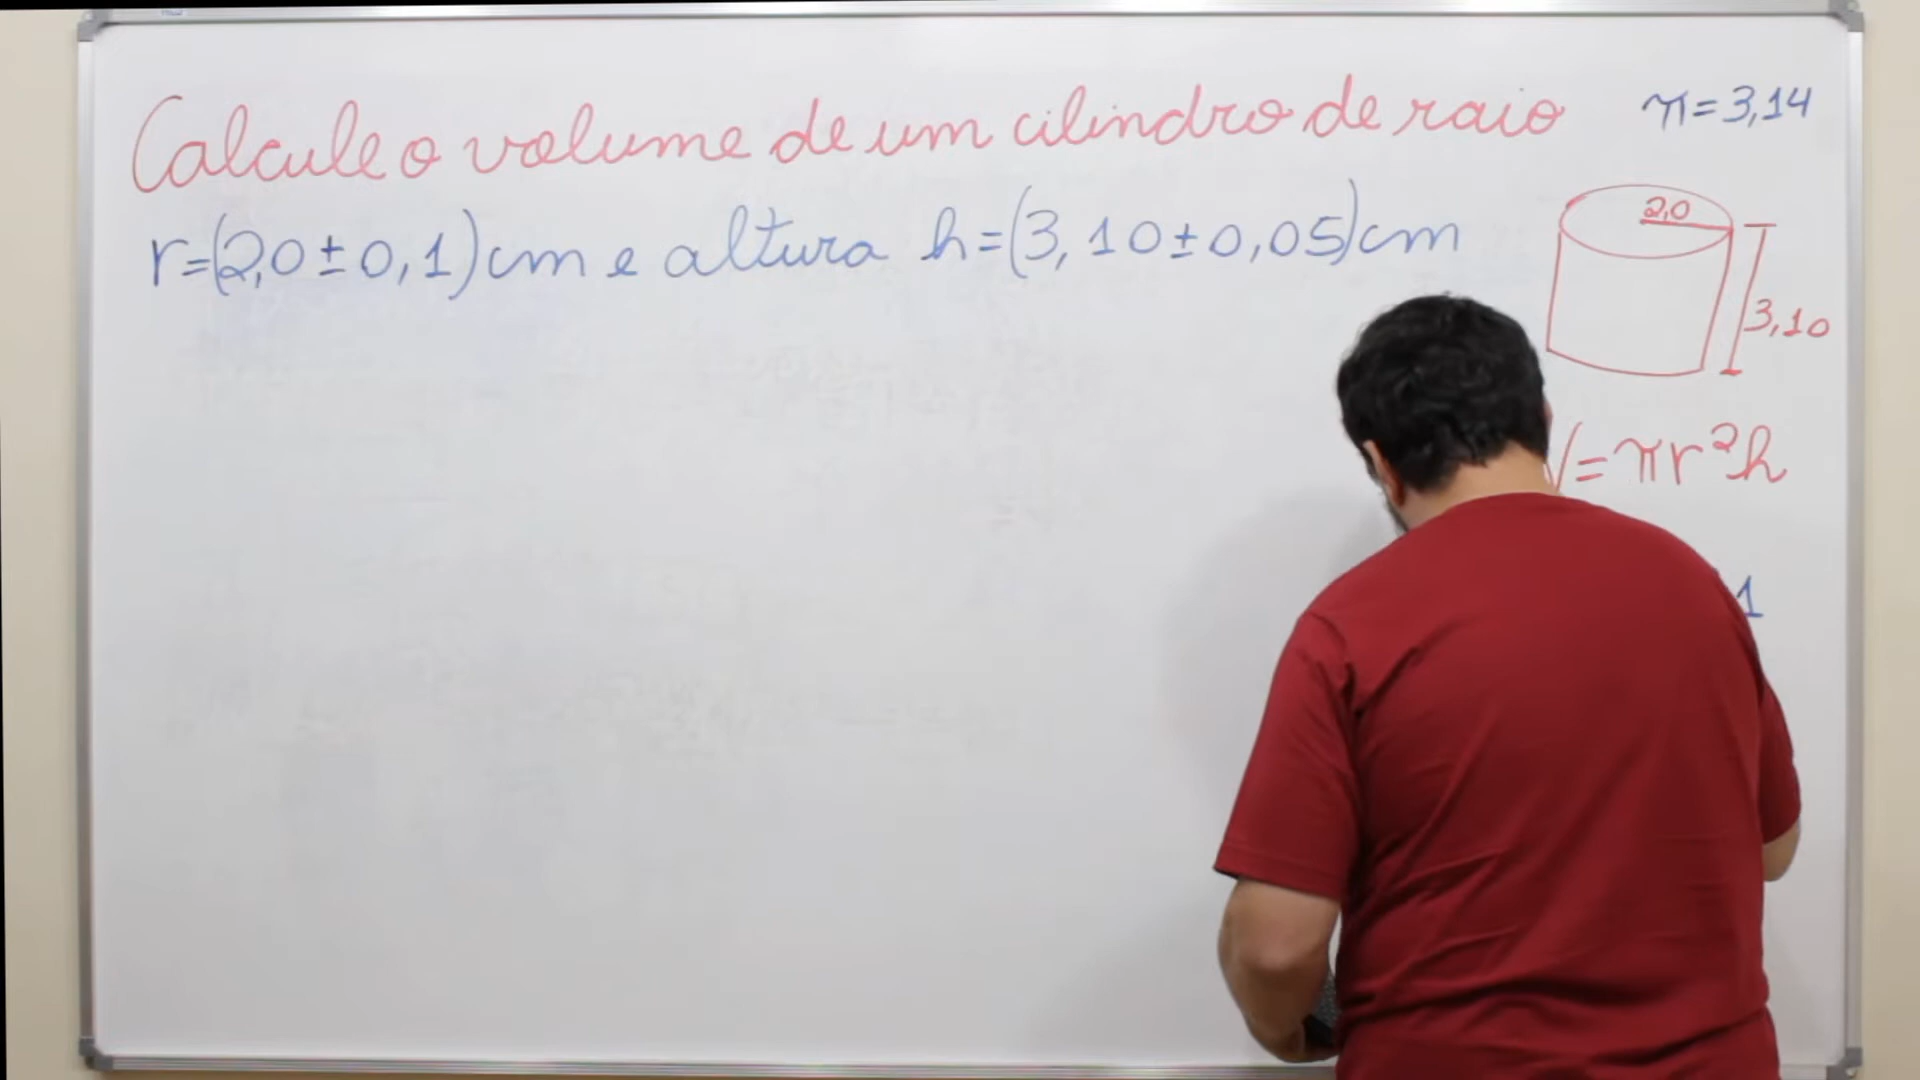 Calcule o volume de um cilindro de raio
r=(2,0±0,1)cm e altura h=(3,10±0,05)cm
π=3,14
2,0
3,10
V=πr²h
1